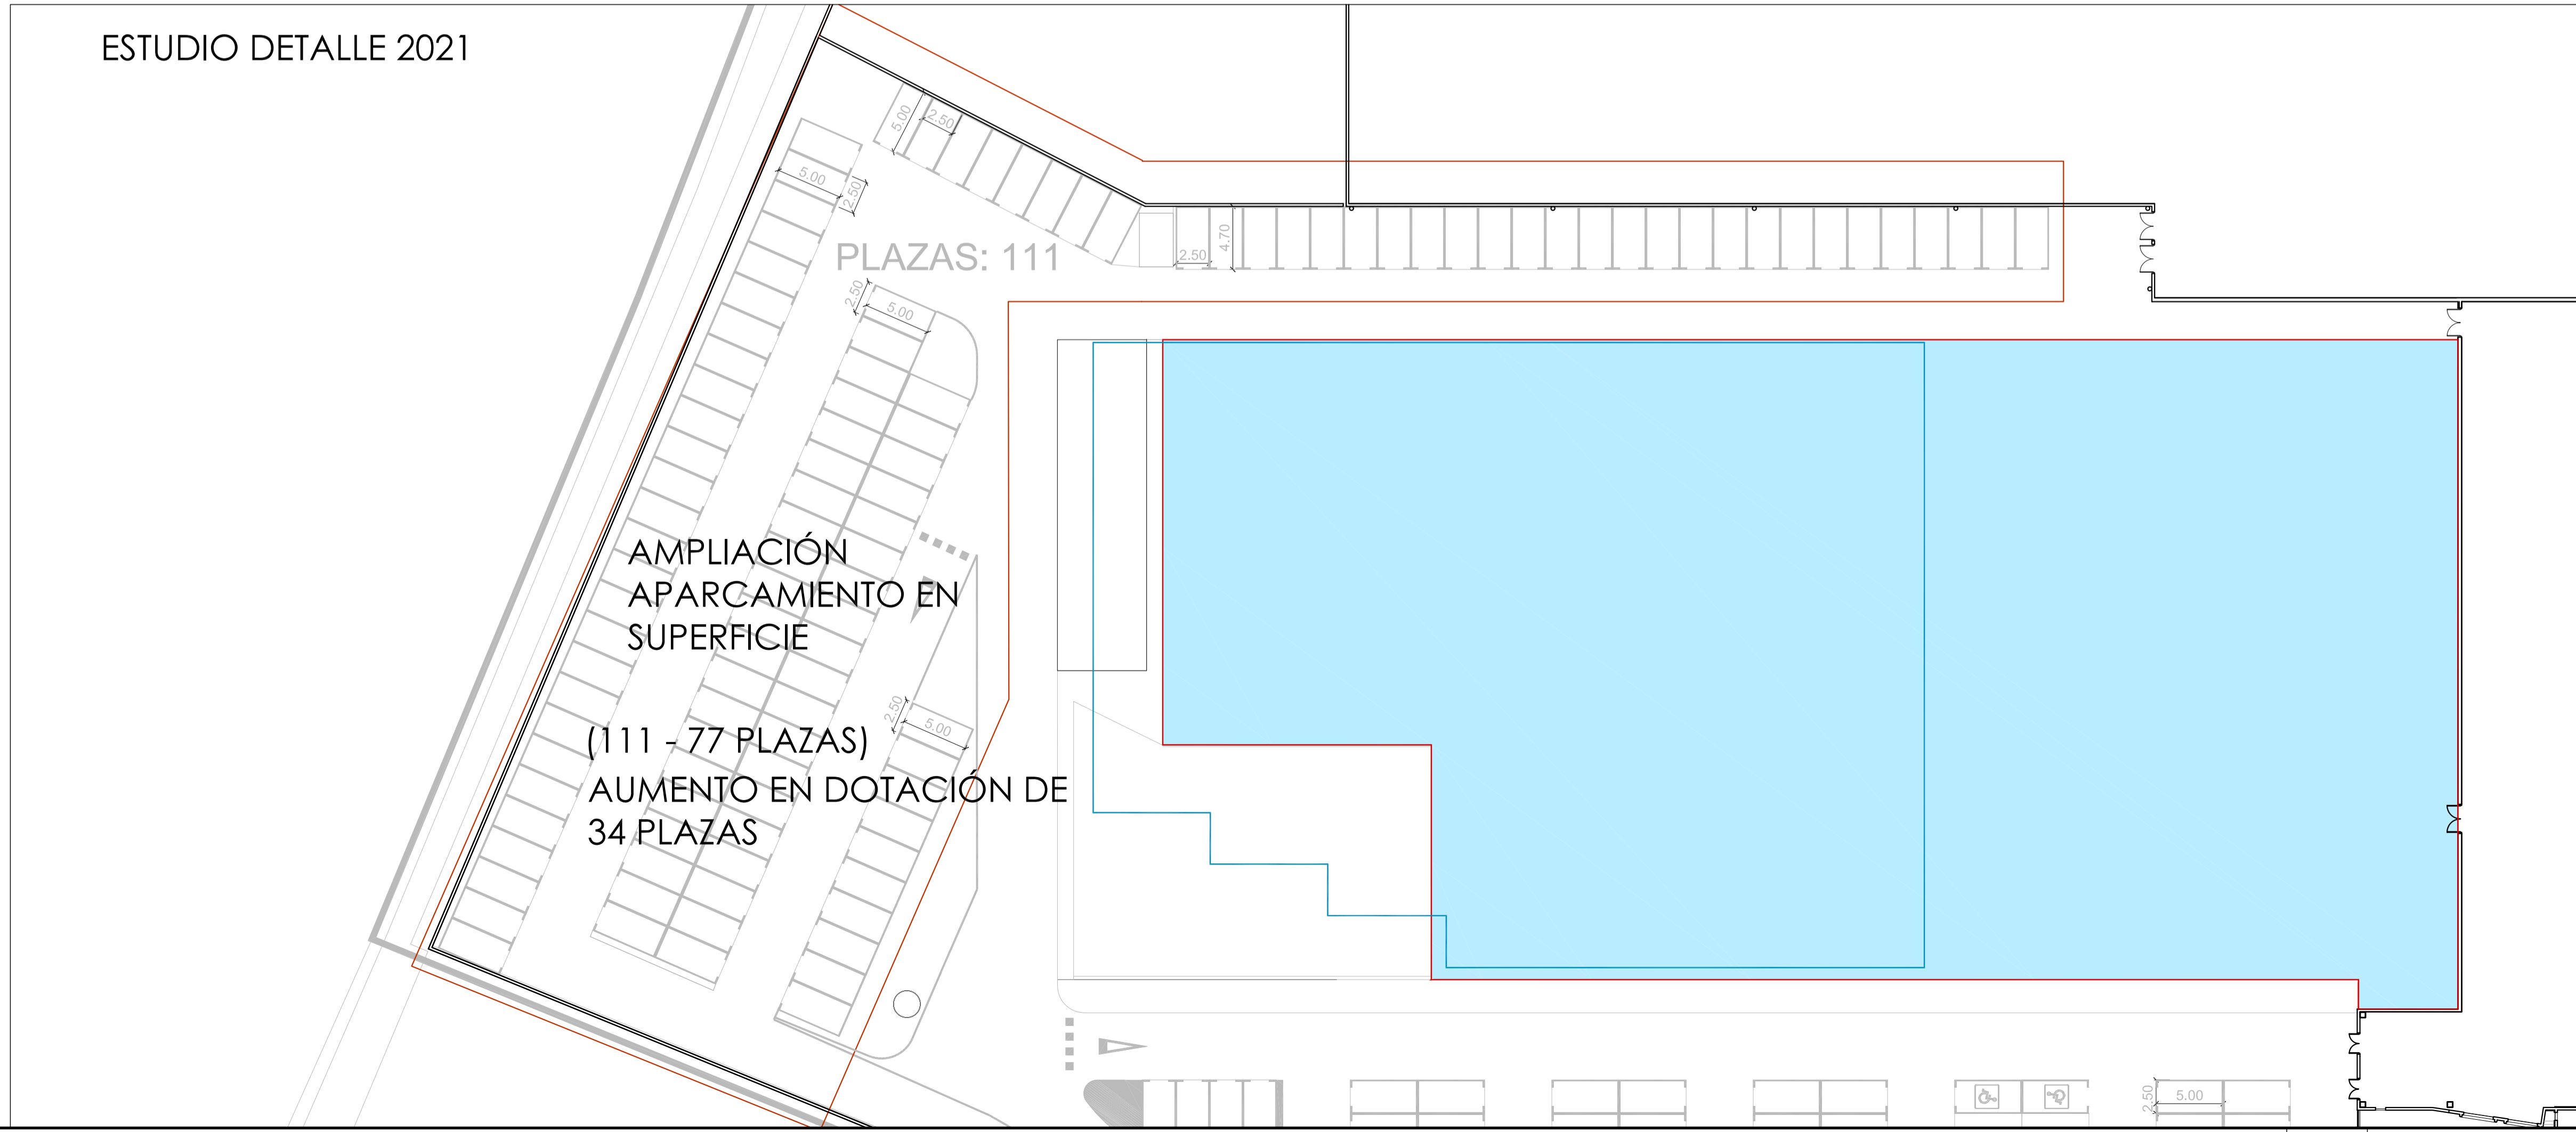 ESTUDIO DETALLE 2021
5.00
2.50
5.00
2.50
PLAZAS: 111
2.50
4.70
2.50
5.00
AMPLIACIÓN
APARCAMIENTO EN
SUPERFICIE
2.50
5.00
(111 - 77 PLAZAS)
AUMENTO EN DOTACIÓN DE
34 PLAZAS
2.50
5.00